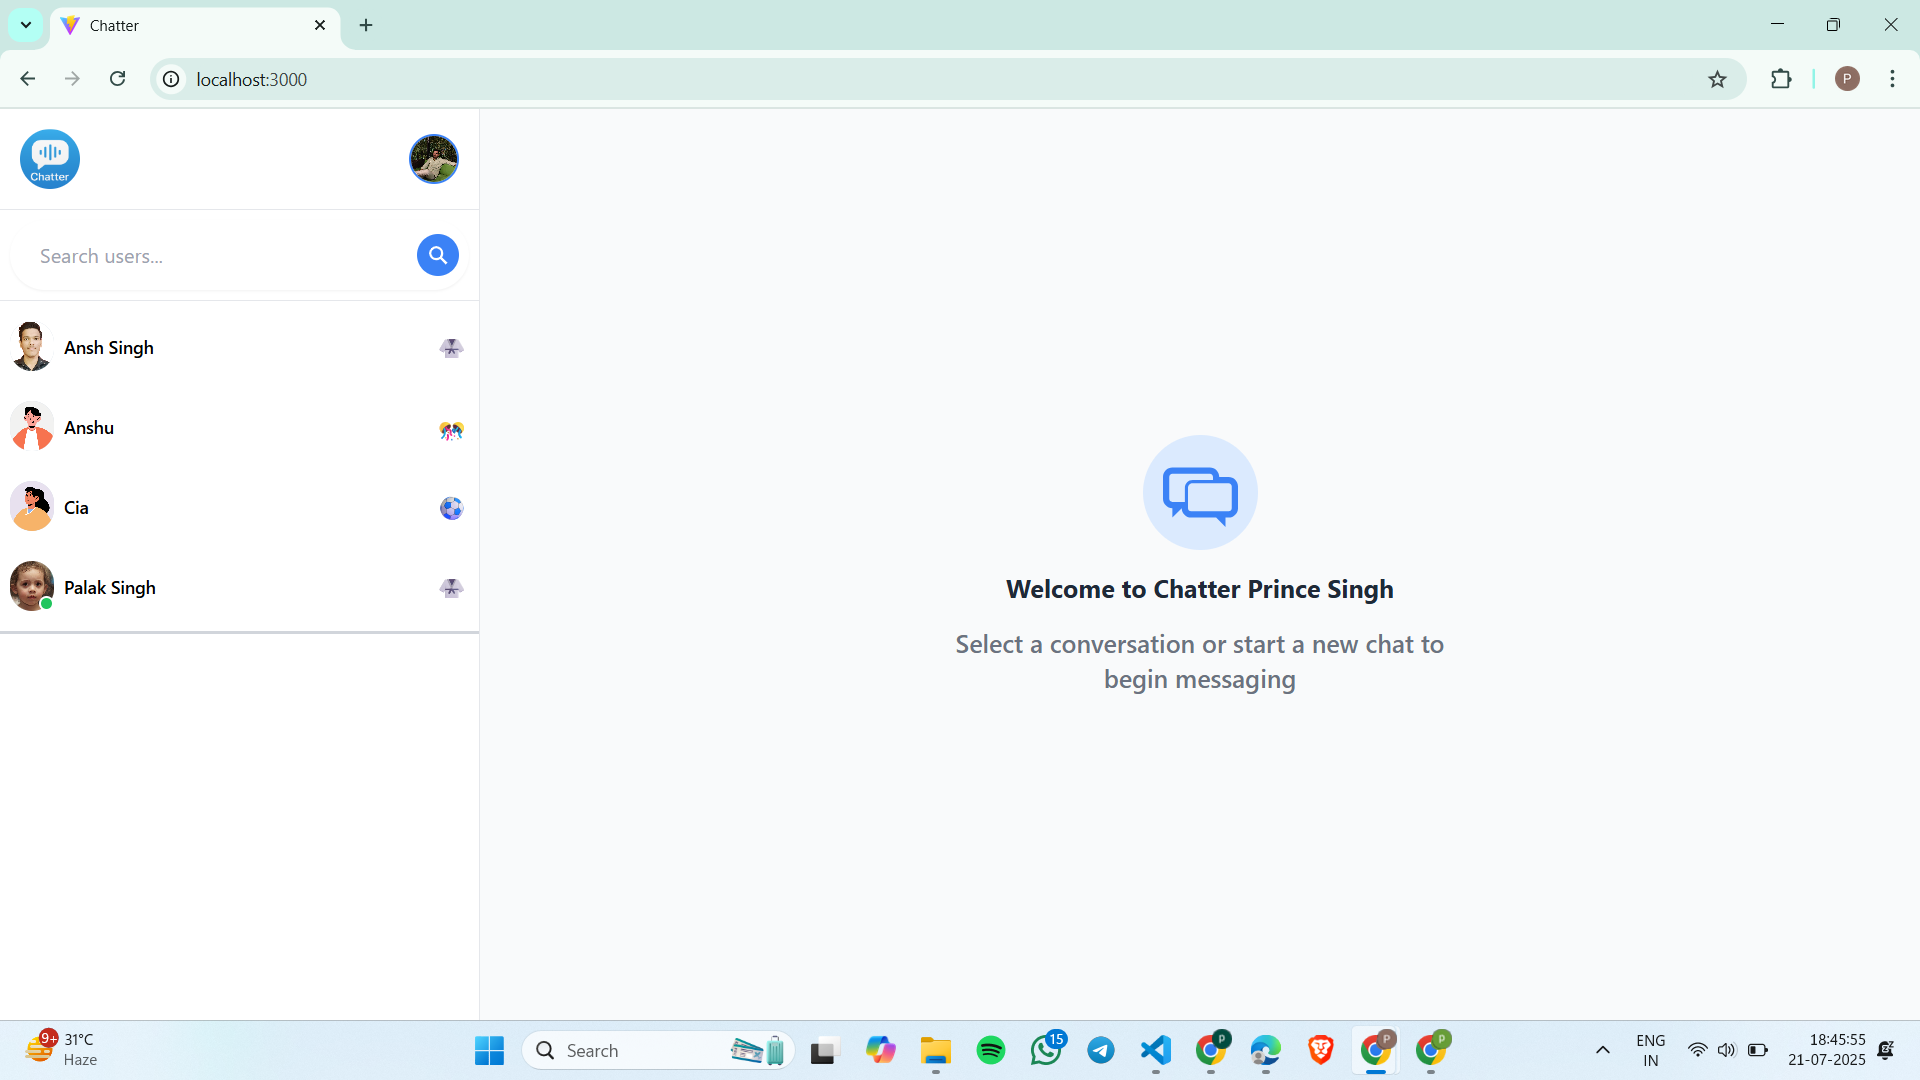 Chatter
localhost:3000
P
Chatter
Search users...
Ansh Singh
Anshu
Cia
Palak Singh
Welcome to Chatter Prince Singh
Select a conversation or start a new chat to
begin messaging
9+
31°C
Haze
Search
15
P
P
P
ENG
IN
18:45:55
21-07-2025